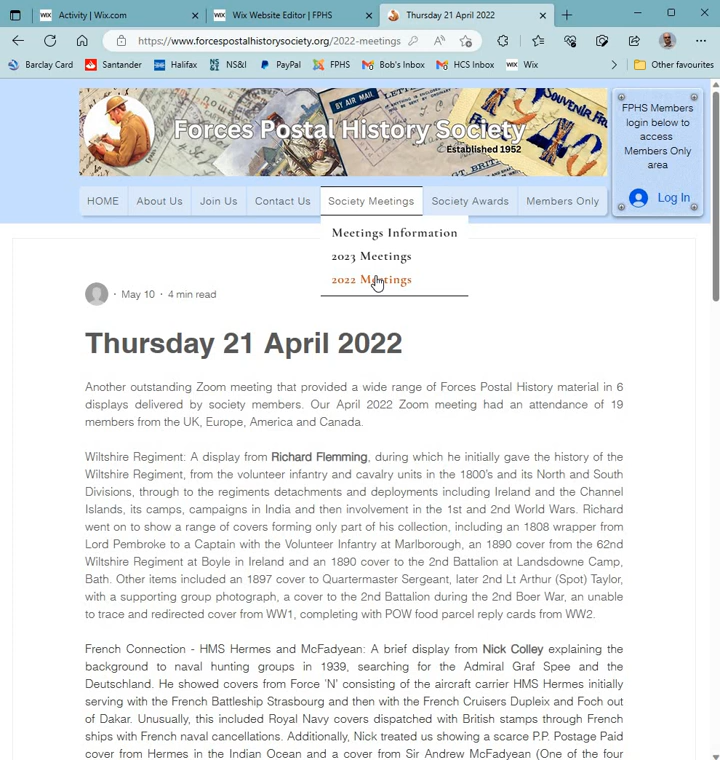 Activity | Wix.com
Wix Website Editor | FPHS
Thursday 21 April 2022
https://www.forcespostalhistorysociety.org/2022-meetings
Barclay Card
Santander
Halifax
NS&I
PayPal
FPHS
Bob's Inbox
HCS Inbox
WIX Wix
Other favourites
BY AIR MAIL
SOUVENIR FR
Forces Postal History Society
Established 1952
FPHS Members
login below to
access
Members Only
area
Log In
HOME
About Us
Join Us
Contact Us
Society Meetings
Society Awards
Members Only
Meetings Information
2023 Meetings
2022 Meetings
· May 10 · 4 min read
Thursday 21 April 2022
Another outstanding Zoom meeting that provided a wide range of Forces Postal History material in 6
displays delivered by society members. Our April 2022 Zoom meeting had an attendance of 19
members from the UK, Europe, America and Canada.
Wiltshire Regiment: A display from Richard Flemming, during which he initially gave the history of the
Wiltshire Regiment, from the volunteer infantry and cavalry units in the 1800's and its North and South
Divisions, through to the regiments detachments and deployments including Ireland and the Channel
Islands, its camps, campaigns in India and then involvement in the 1st and 2nd World Wars. Richard
went on to show a range of covers forming only part of his collection, including an 1808 wrapper from
Lord Pembroke to a Captain with the Volunteer Infantry at Marlborough, an 1890 cover from the 62nd
Wiltshire Regiment at Boyle in Ireland and an 1890 cover to the 2nd Battalion at Landsdowne Camp,
Bath. Other items included an 1897 cover to Quartermaster Sergeant, later 2nd Lt Arthur (Spot) Taylor,
with a supporting group photograph, a cover to the 2nd Battalion during the 2nd Boer War, an unable
to trace and redirected cover from WW1, completing with POW food parcel reply cards from WW2.
French Connection - HMS Hermes and McFadyean: A brief display from Nick Colley explaining the
background to naval hunting groups in 1939, searching for the Admiral Graf Spee and the
Deutschland. He showed covers from Force 'N' consisting of the aircraft carrier HMS Hermes initially
serving with the French Battleship Strasbourg and then with the French Cruisers Dupleix and Foch out
of Dakar. Unusually, this included Royal Navy covers dispatched with British stamps through French
ships with French naval cancellations. Additionally, Nick treated us showing a scarce P.P. Postage Paid
cover from Hermes in the Indian Ocean and a cover from Sir Andrew McFadyean (One of the four